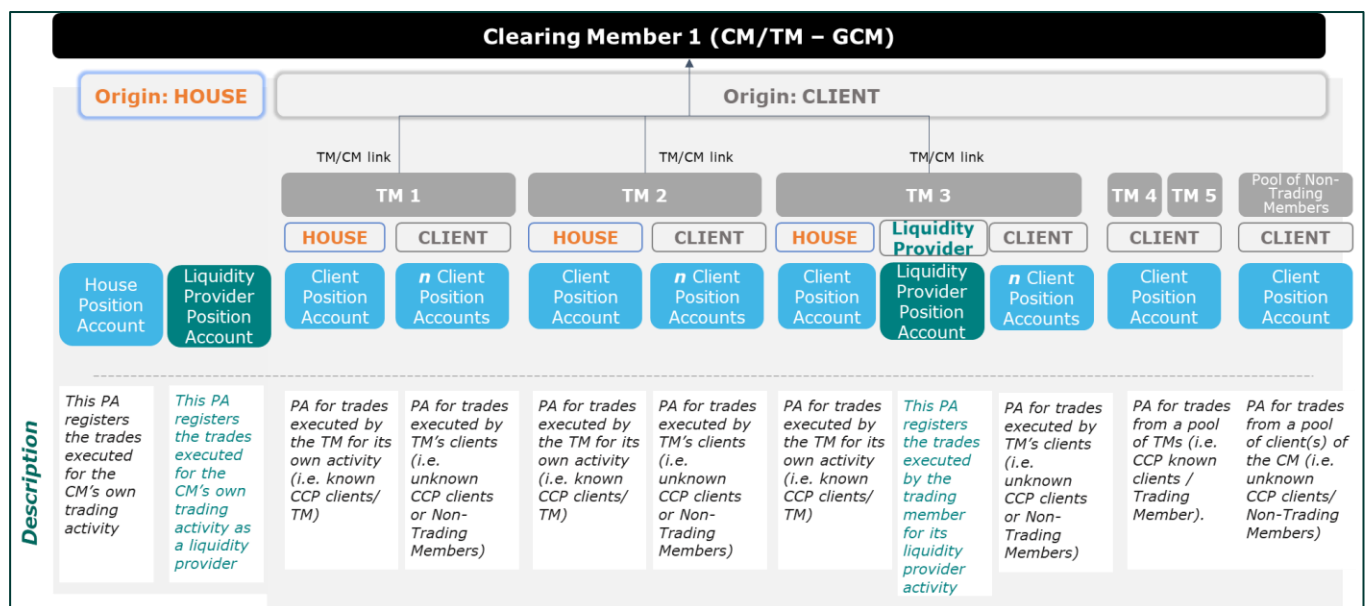 Clearing Member 1 (CM/TM – GCM)
Origin: HOUSE
Origin: CLIENT
TM/CM link
TM/CM link
TM/CM link
TM 1
TM 2
TM 3
TM 4
TM 5
Pool of Non-
Trading
Members
HOUSE
CLIENT
HOUSE
CLIENT
HOUSE
Liquidity
Provider
CLIENT
CLIENT
CLIENT
House
Position
Account
Liquidity
Provider
Position
Account
Client
Position
Account
n Client
Position
Accounts
Client
Position
Account
n Client
Position
Accounts
Client
Position
Account
Liquidity
Provider
Position
Account
n Client
Position
Accounts
Client
Position
Account
Client
Position
Account
Description
This PA
registers
the trades
executed
for the
CM's own
trading
activity
This PA
registers
the trades
executed
for the
CM's own
trading
activity as
a liquidity
provider
PA for trades
executed by
the TM for its
own activity
(i.e. known
CCP clients/
TM)
PA for trades
executed by
TM's clients
(i.e.
unknown
CCP clients
or Non-
Trading
Members)
PA for trades
executed by
the TM for its
own activity
(i.e. known
CCP clients/
TM)
PA for trades
executed by
TM's clients
(i.e.
unknown
CCP clients
or Non-
Trading
Members)
PA for trades
executed by
the TM for its
own activity
(i.e. known
CCP clients/
TM)
This PA
registers
the trades
executed
by the
trading
member
for its
liquidity
provider
activity
PA for trades
executed by
TM's clients
(i.e.
unknown
CCP clients
or Non-
Trading
Members)
PA for trades
from a pool
of TMs (i.e.
CCP known
clients /
Trading
Member).
PA for trades
from a pool
of client(s) of
the CM (i.e.
unknown
CCP clients/
Non-Trading
Members)